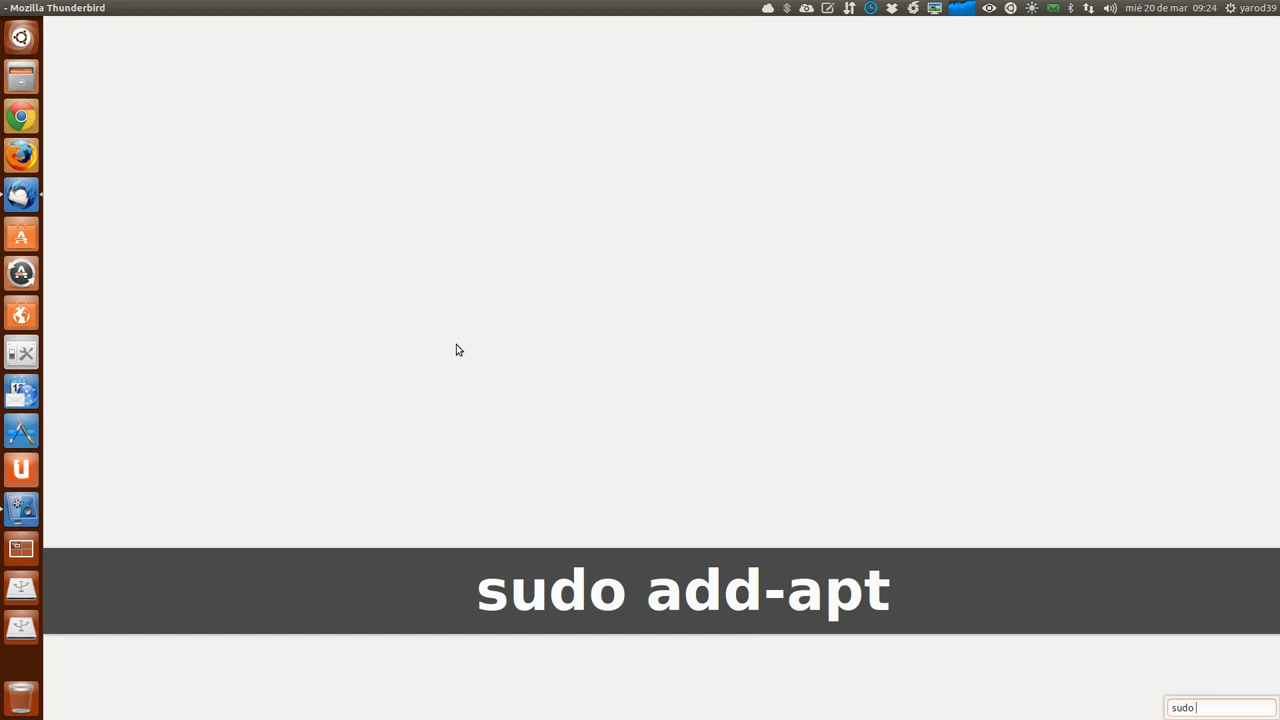 - Mozilla Thunderbird
mié 20 de mar 09:24
yarod39
sudo add-apt
sudo